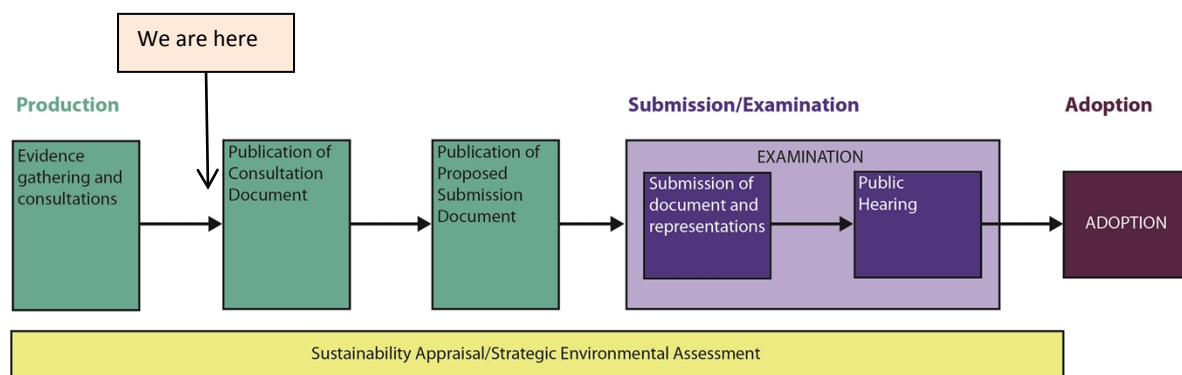 We are here
Production
Submission/Examination
Adoption
Evidence
gathering and
consultations
Publication of
Consultation
Document
Publication of
Proposed
Submission
Document
EXAMINATION
Submission of
document and
representations
Public
Hearing
ADOPTION
Sustainability Appraisal/Strategic Environmental Assessment